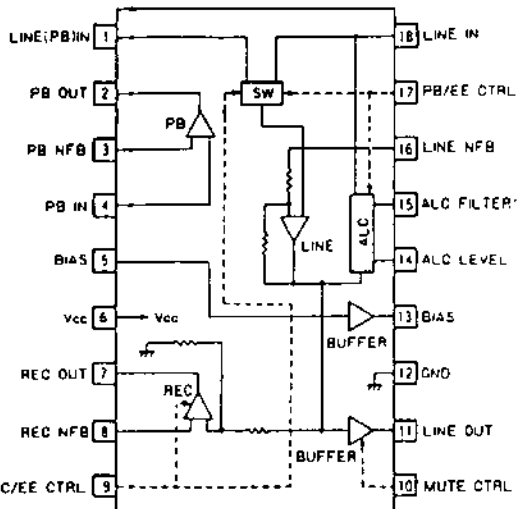 LINE(PB)IN 1
PB OUT 2
PB NFB 3
PB IN 4
BIAS 5
Vcc 6
Vcc
REC OUT 7
REC NFB 8
C/EE CTRL 9
SW
PB
LINE
ALC
BUFFER
REC
BUFFER
18 LINE IN
17 PB/EE CTRL
16 LINE NFB
15 ALC FILTER
14 ALC LEVEL
13 BIAS
12 GND
11 LINE OUT
10 MUTE CTRL